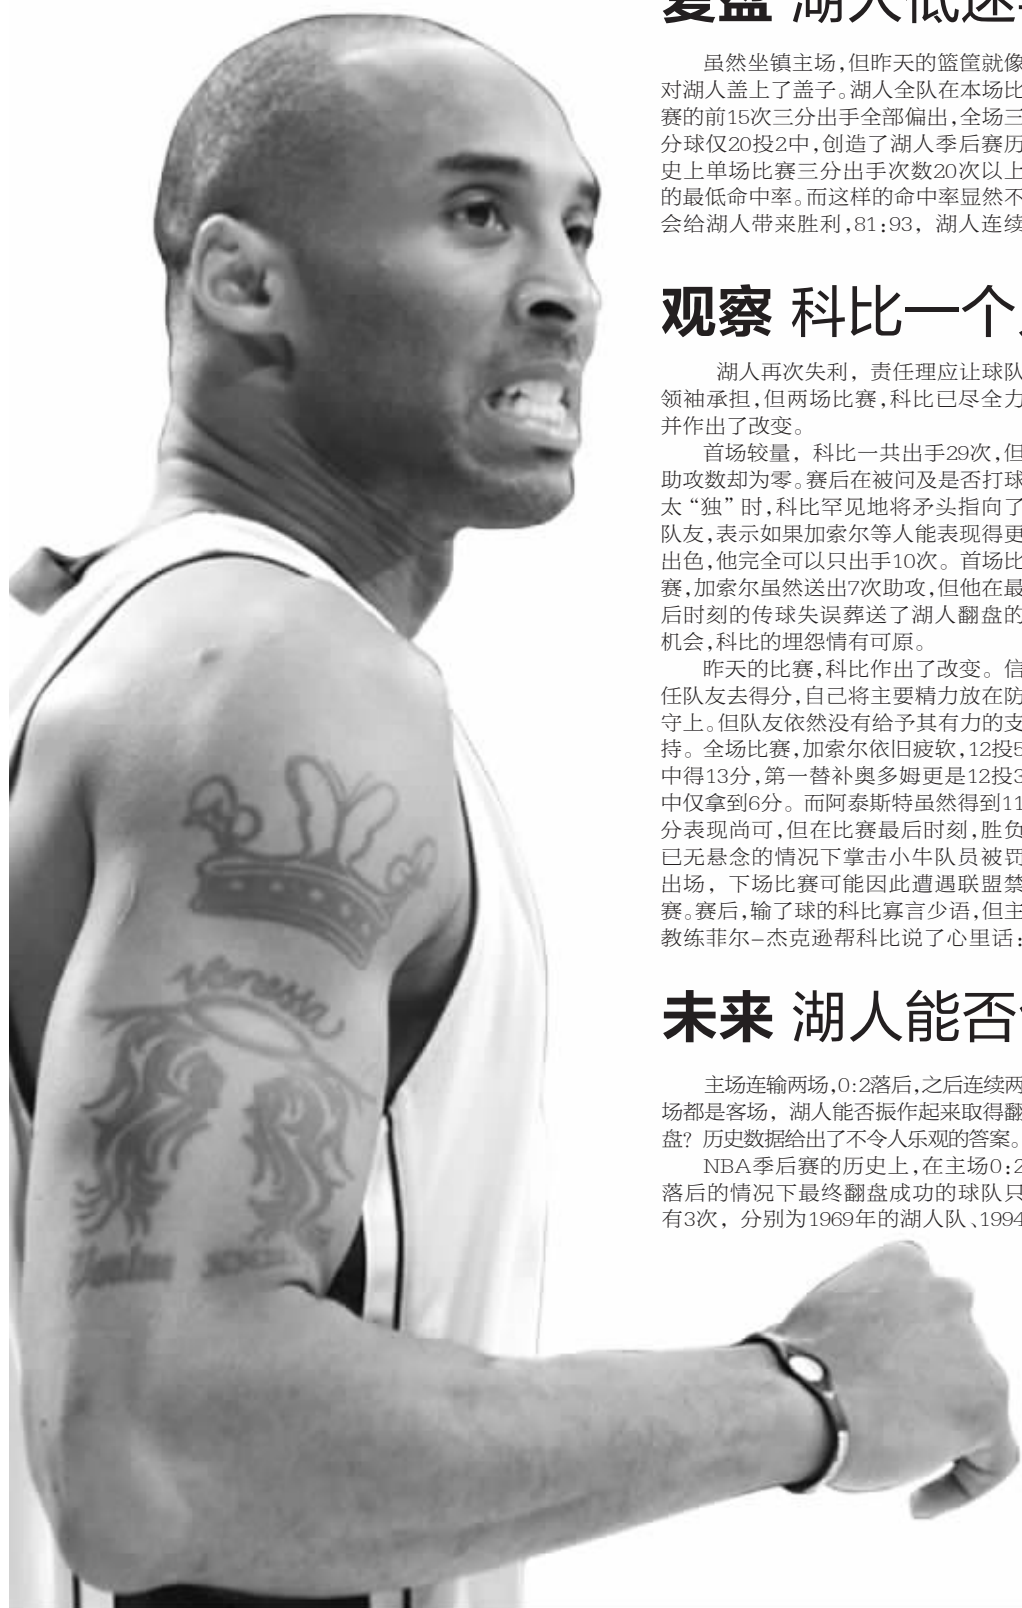 复盘 湖人低迷
虽然坐镇主场,但昨天的篮筐就像
对湖人盖上了盖子。湖人全队在本场比
赛的前15次三分出手全部偏出,全场三
分球仅20投2中,创造了湖人季后赛历
史上单场比赛三分出手次数20次以上
的最低命中率。而这样的命中率显然不
会给湖人带来胜利,81:93，湖人连续
观察 科比一个
湖人再次失利，责任理应让球队
领袖承担,但两场比赛,科比已尽全力
并作出了改变。
首场较量，科比一共出手29次,但
助攻数却为零。赛后在被问及是否打球
太“独”时,科比罕见地将矛头指向了
队友,表示如果加索尔等人能表现得更
出色,他完全可以只出手10次。首场比
赛,加索尔虽然送出7次助攻,但他在最
后时刻的传球失误葬送了湖人翻盘的
机会,科比的埋怨情有可原。
昨天的比赛,科比作出了改变。信
任队友去得分,自己将主要精力放在防
守上。但队友依然没有给予其有力的支
持。全场比赛,加索尔依旧疲软,12投5
中得13分,第一替补奥多姆更是12投3
中仅拿到6分。而阿泰斯特虽然得到11
分表现尚可,但在比赛最后时刻,胜负
已无悬念的情况下掌击小牛队员被罚
出场，下场比赛可能因此遭遇联盟禁
赛。赛后,输了球的科比寡言少语,但主
教练菲尔-杰克逊帮科比说了心里话:
未来 湖人能否
主场连输两场,0:2落后,之后连续两
场都是客场，湖人能否振作起来取得翻
盘？历史数据给出了不令人乐观的答案。
NBA季后赛的历史上,在主场0:2
落后的情况下最终翻盘成功的球队只
有3次，分别为1969年的湖人队、1994
Vanessa